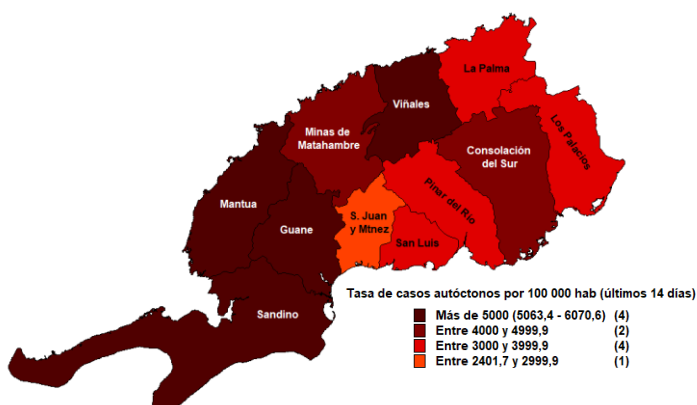 La Palma
Viñales
Los Palacios
Minas de
Matahambre
Consolación
del Sur
Pinar del Río
Mantua
S. Juan
y Mtnez
Guane
San Luis
Sandino
Tasa de casos autóctonos por 100 000 hab (últimos 14 días)
Más de 5000 (5063,4 - 6070,6) (4)
Entre 4000 y 4999,9 (2)
Entre 3000 y 3999,9 (4)
Entre 2401,7 y 2999,9 (1)